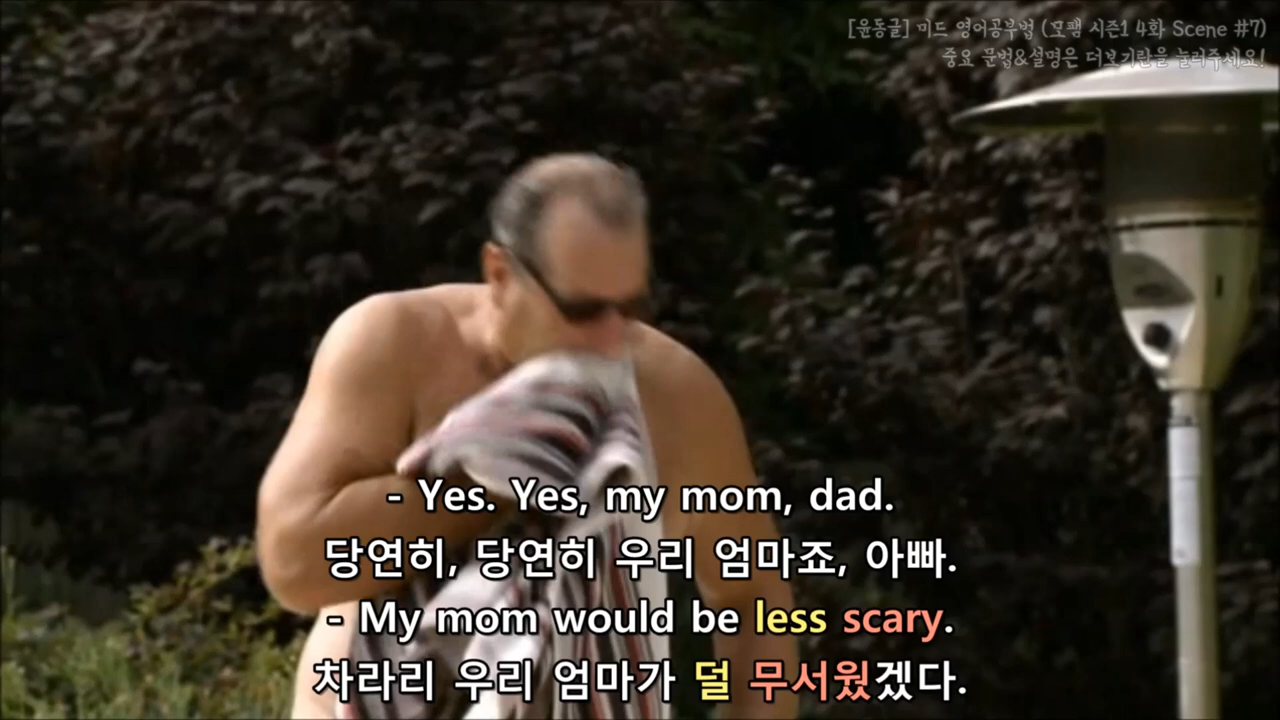 [윤동글] 미드 영어공부법 (모팸 시즌1 4화 Scene #7)
중요 문법&설명은 더보기란을 눌러주세요!
- Yes. Yes, my mom, dad.
당연히, 당연히 우리 엄마죠, 아빠.
- My mom would be less scary.
차라리 우리 엄마가 덜 무서웠겠다.